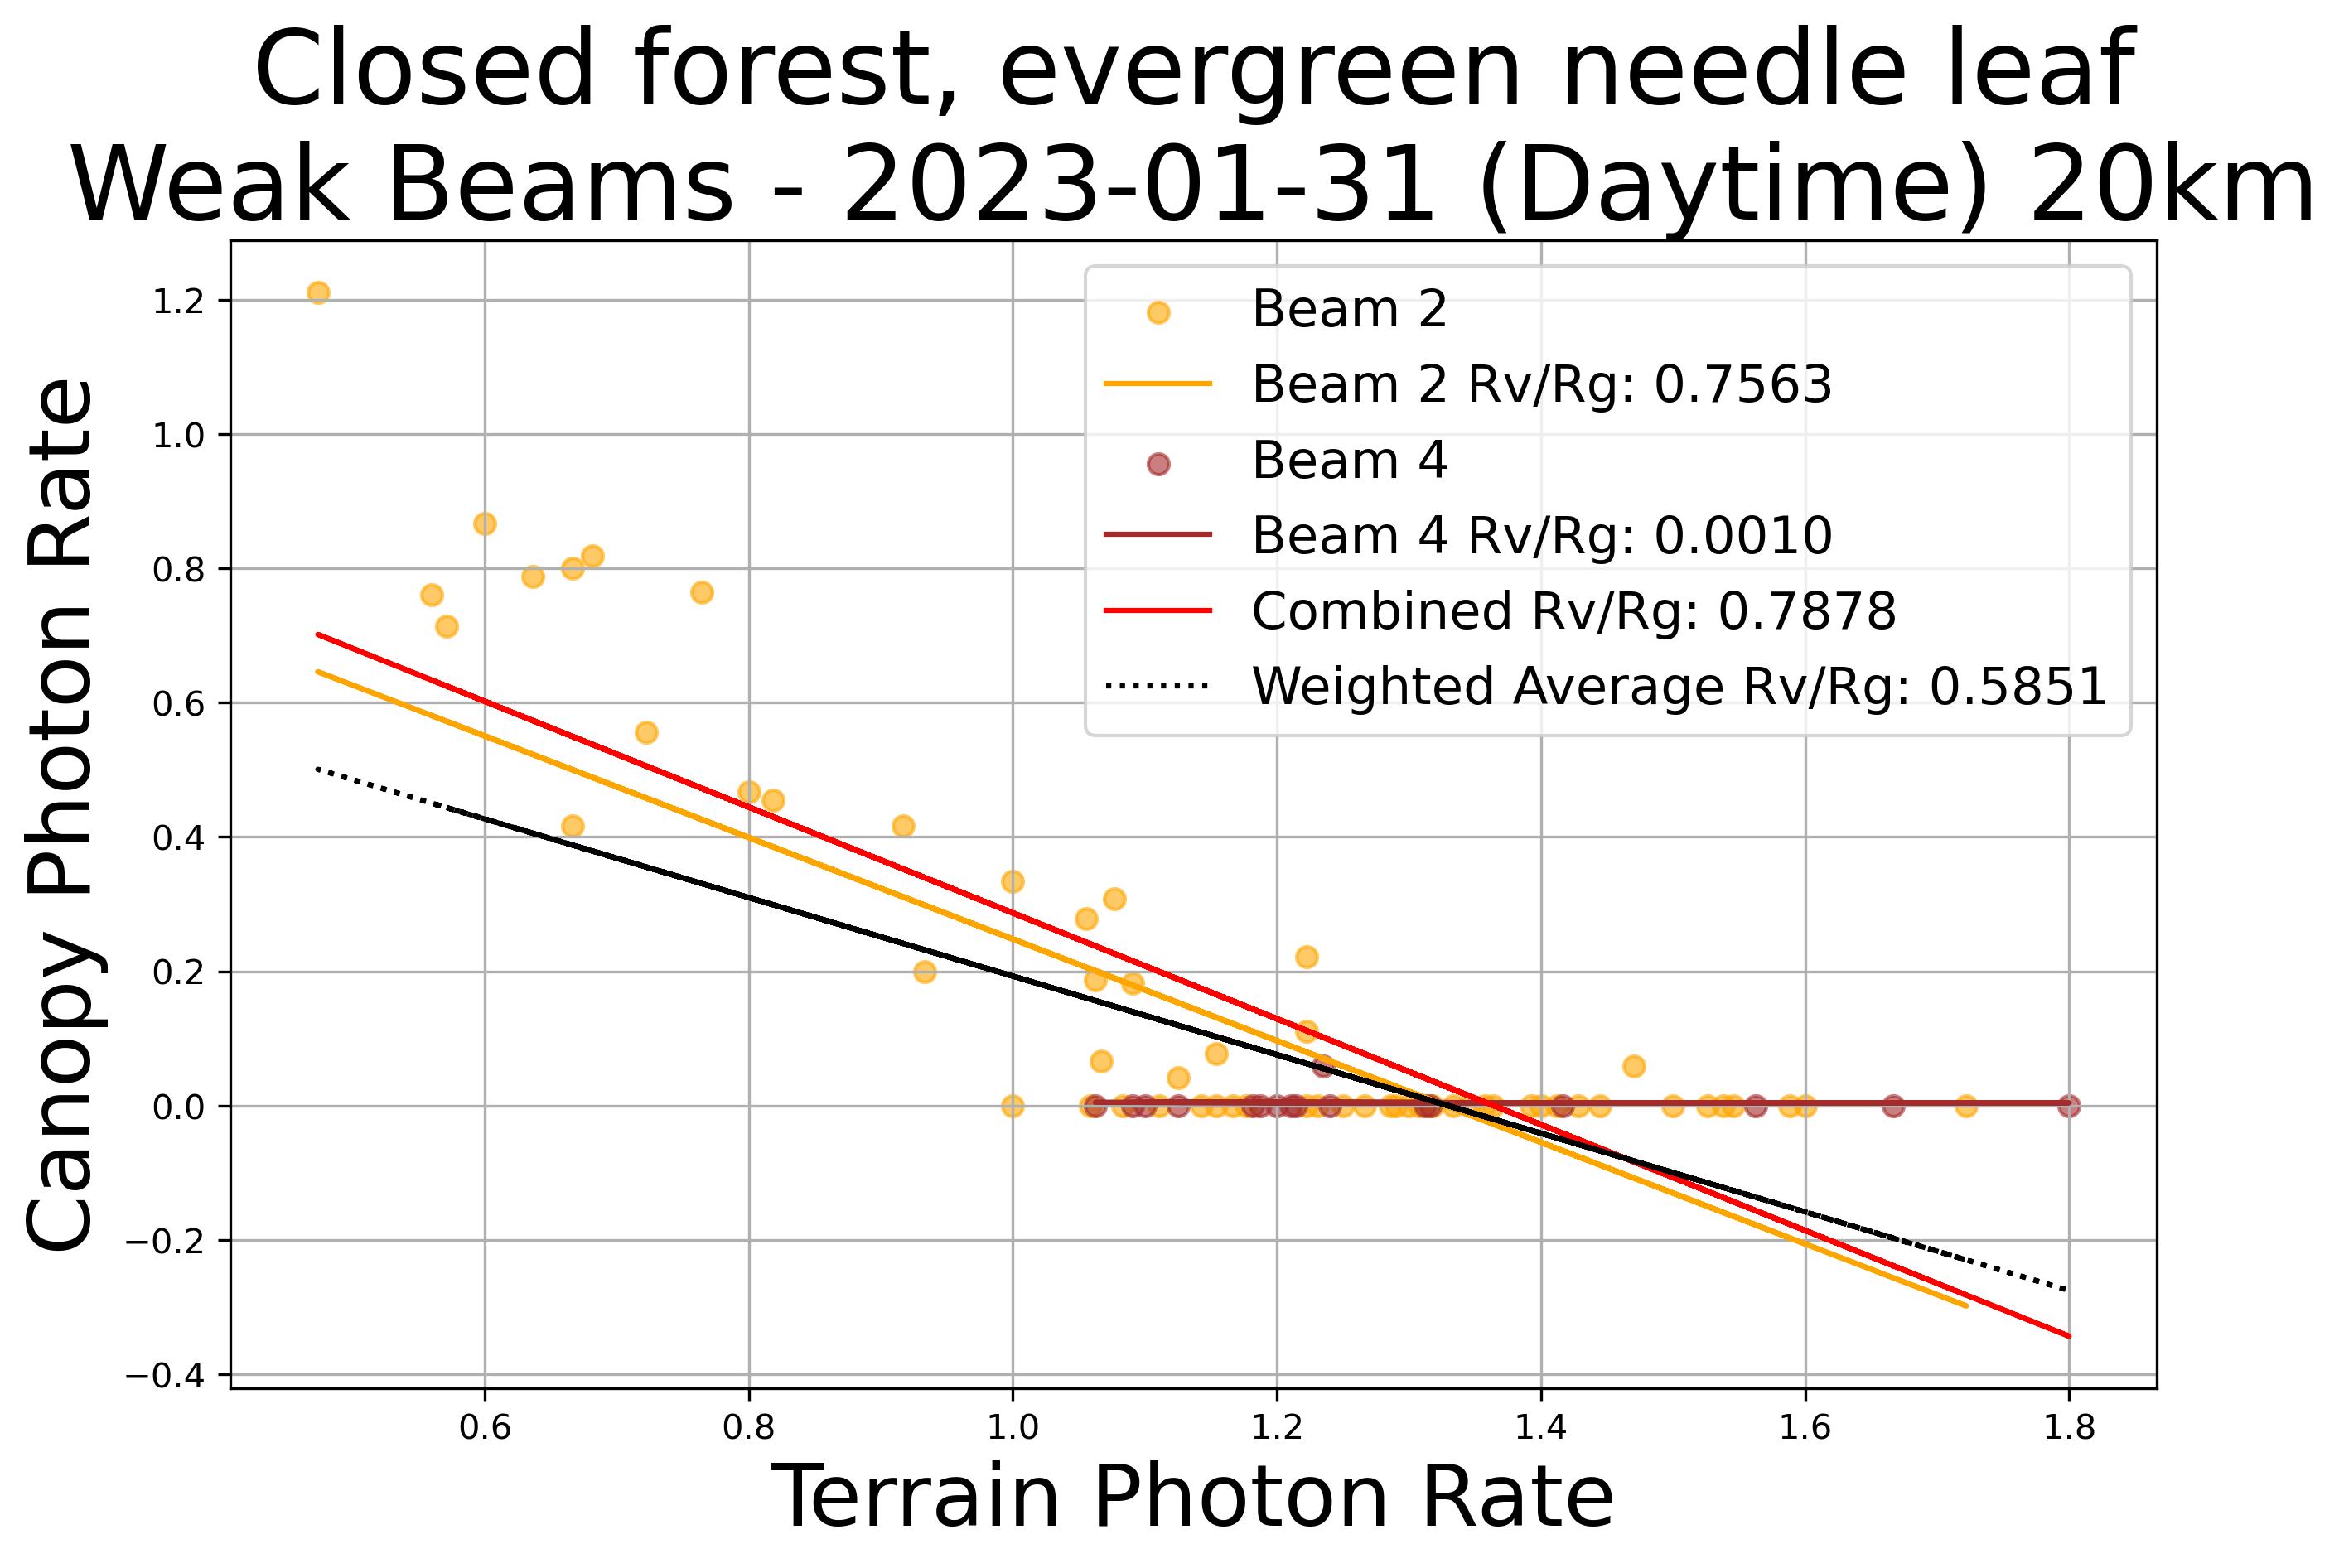 Closed forest, evergreen needle leaf
Weak Beams - 2023-01-31 (Daytime) 20km
Beam 2
Beam 2 Rv/Rg: 0.7563
Beam 4
Beam 4 Rv/Rg: 0.0010
Combined Rv/Rg: 0.7878
Weighted Average Rv/Rg: 0.5851
Canopy Photon Rate
1.2
1.0
0.8
0.6
0.4
0.2
0.0
−0.2
−0.4
0.6 0.8 1.0 1.2 1.4 1.6 1.8
Terrain Photon Rate